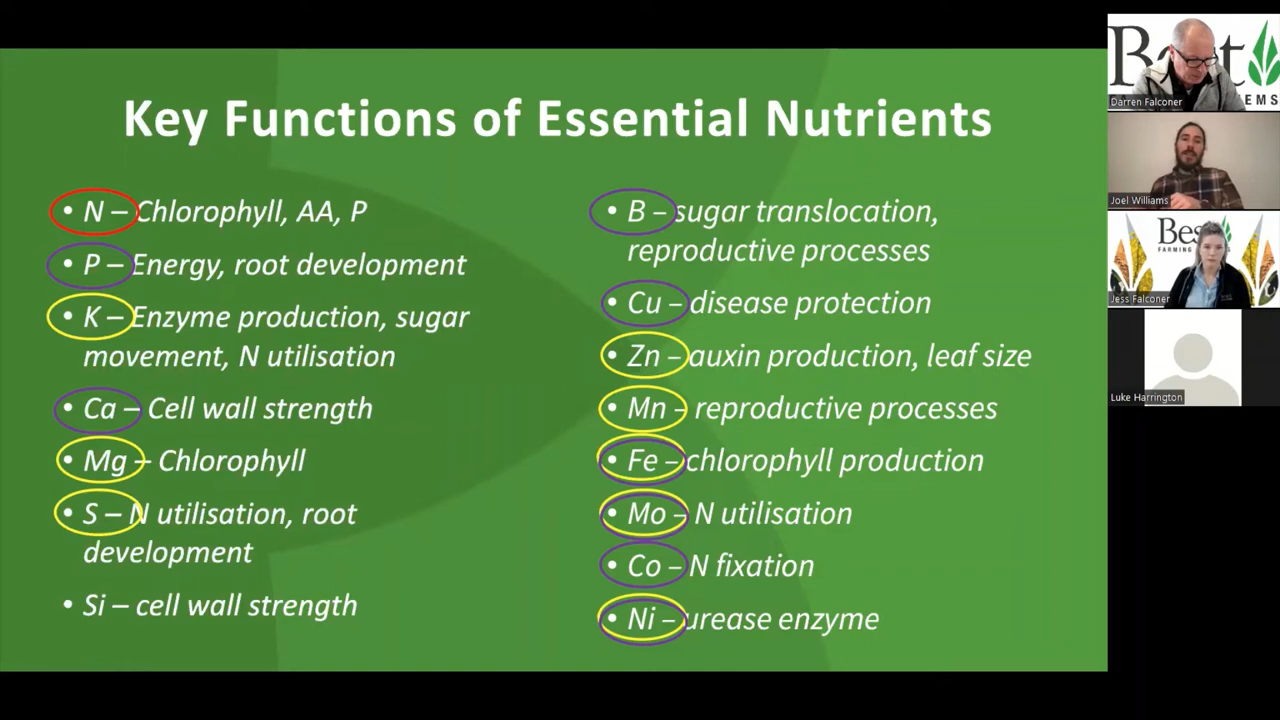 Key Functions of Essential Nutrients
• N – Chlorophyll, AA, P
• P – Energy, root development
• K – Enzyme production, sugar
movement, N utilisation
• Ca – Cell wall strength
• Mg – Chlorophyll
• S – N utilisation, root
development
• Si – cell wall strength
• B – sugar translocation,
reproductive processes
• Cu – disease protection
• Zn – auxin production, leaf size
• Mn – reproductive processes
• Fe – chlorophyll production
• Mo – N utilisation
• Co – N fixation
• Ni – urease enzyme
Darren Falconer
Joel Williams
Jess Falconer
Luke Harrington